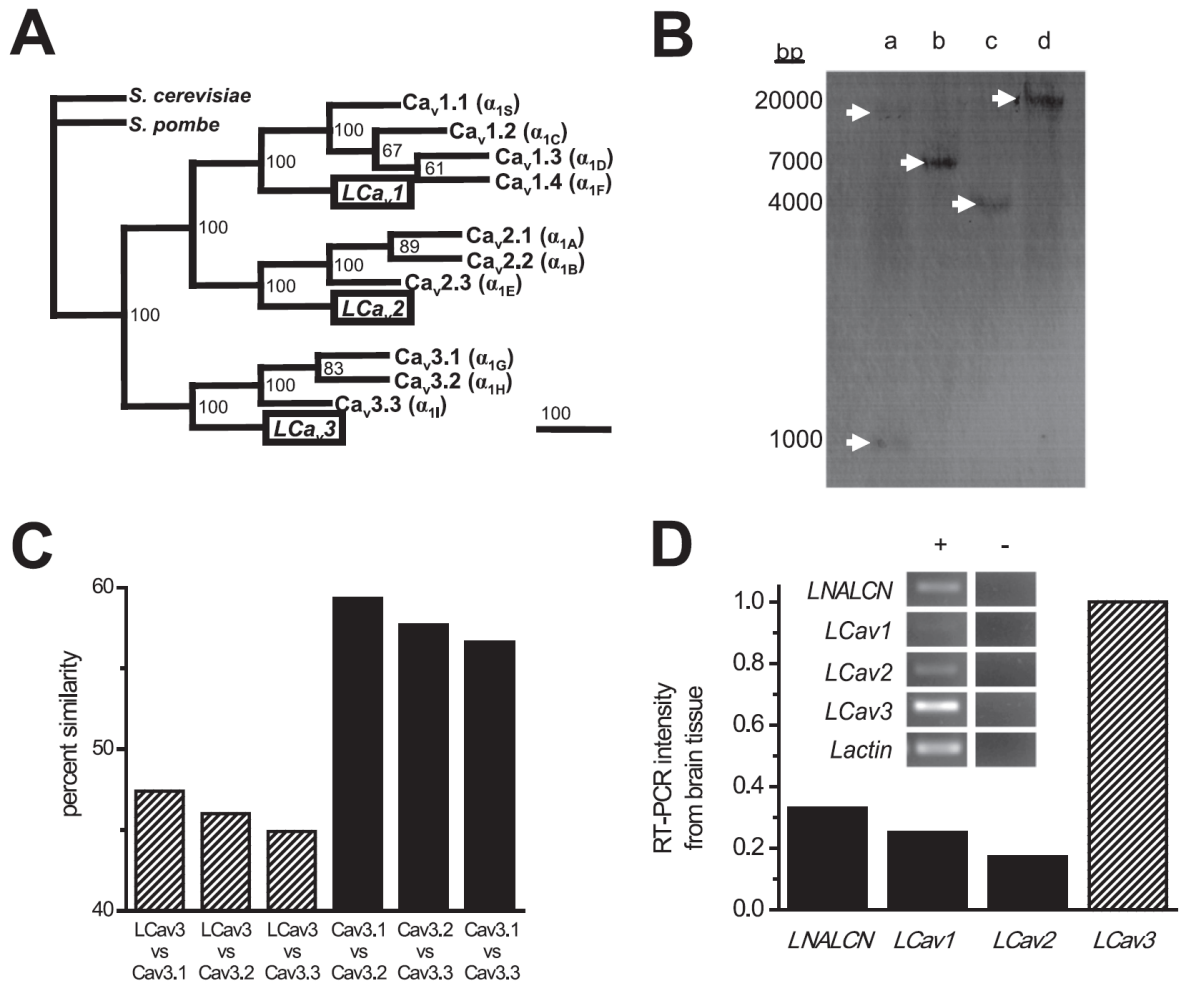 A
S. cerevisiae
S. pombe
Caᵥ1.1 (α₁S)
Caᵥ1.2 (α₁C)
Caᵥ1.3 (α₁D)
Caᵥ1.4 (α₁F)
LCaᵥ1
Caᵥ2.1 (α₁A)
Caᵥ2.2 (α₁B)
Caᵥ2.3 (α₁E)
LCaᵥ2
Caᵥ3.1 (α₁G)
Caᵥ3.2 (α₁H)
Caᵥ3.3 (α₁I)
LCaᵥ3
100
67
61
100
100
89
100
100
100
83
100
100
100
B
bp
a b c d
20000
7000
4000
1000
C
percent similarity
60
50
40
LCav3 vs Cav3.1
LCav3 vs Cav3.2
LCav3 vs Cav3.3
Cav3.1 vs Cav3.2
Cav3.2 vs Cav3.3
Cav3.1 vs Cav3.3
D
+ -
LNALCN
LCav1
LCav2
LCav3
Lactin
RT-PCR intensity
from brain tissue
1.0
0.8
0.6
0.4
0.2
0.0
LNALCN LCav1 LCav2 LCav3